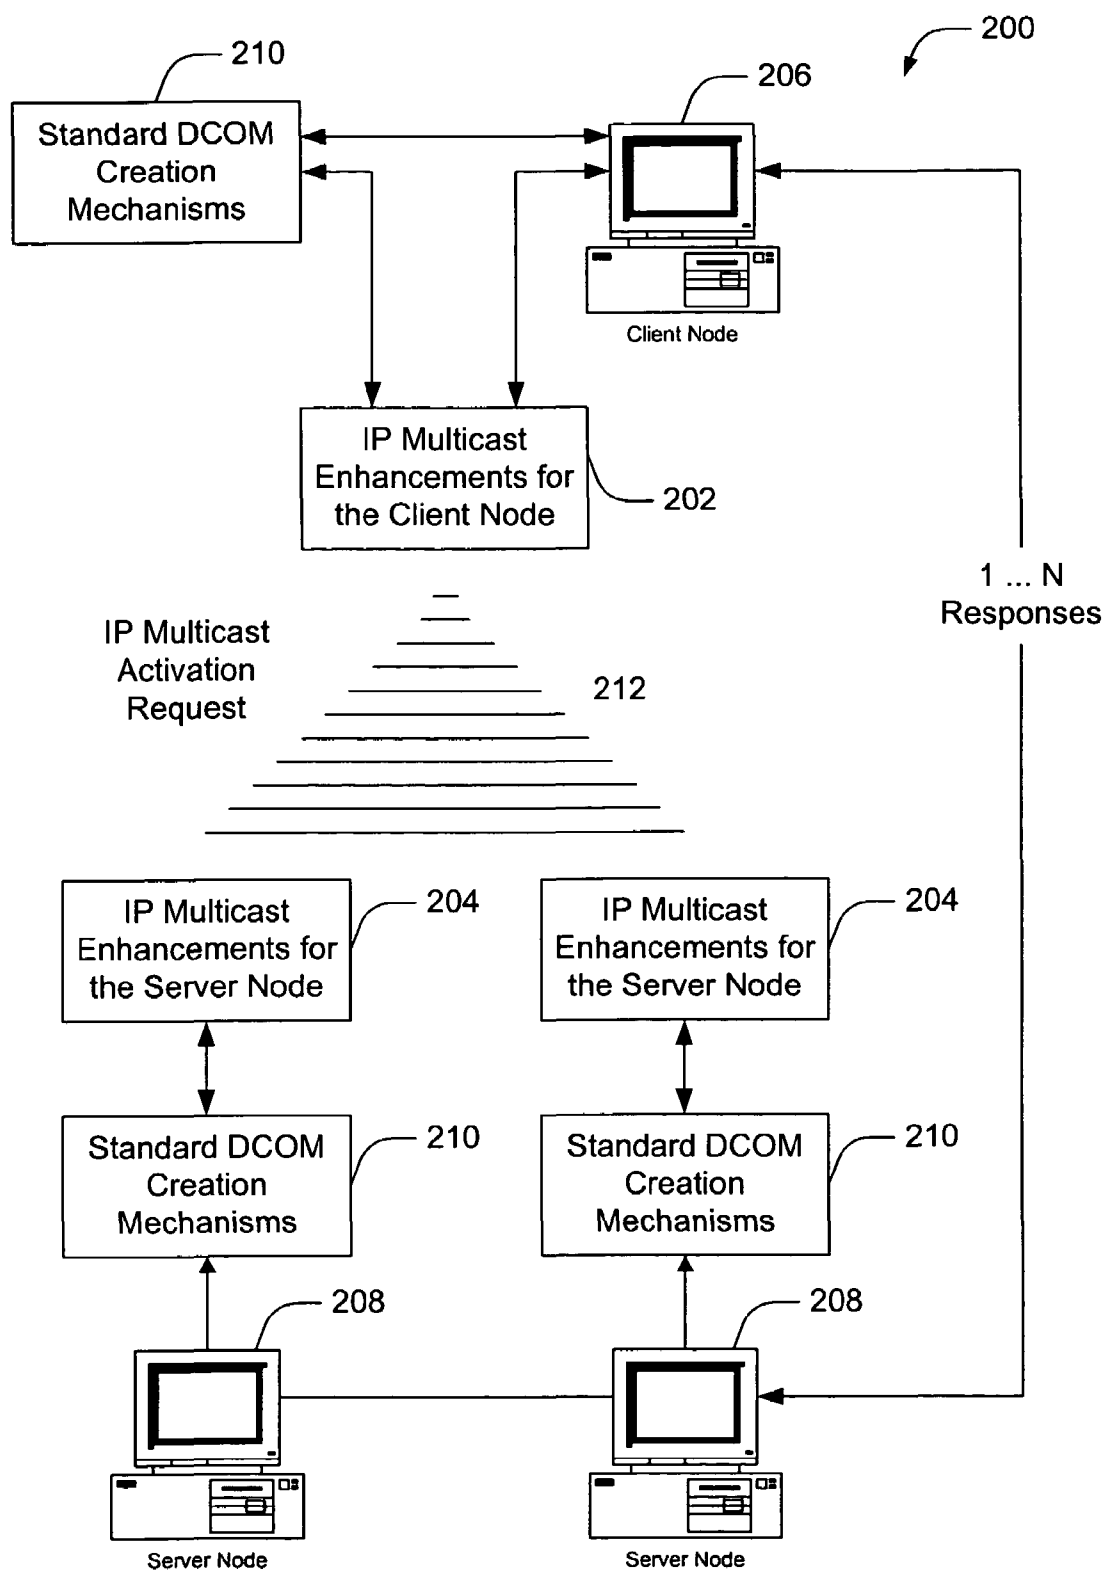 200
210
206
Standard DCOM
Creation
Mechanisms
Client Node
IP Multicast
Enhancements for
the Client Node
202
1 ... N
Responses
IP Multicast
Activation
Request
212
IP Multicast
Enhancements for
the Server Node
204
IP Multicast
Enhancements for
the Server Node
204
Standard DCOM
Creation
Mechanisms
210
Standard DCOM
Creation
Mechanisms
210
208
208
Server Node
Server Node